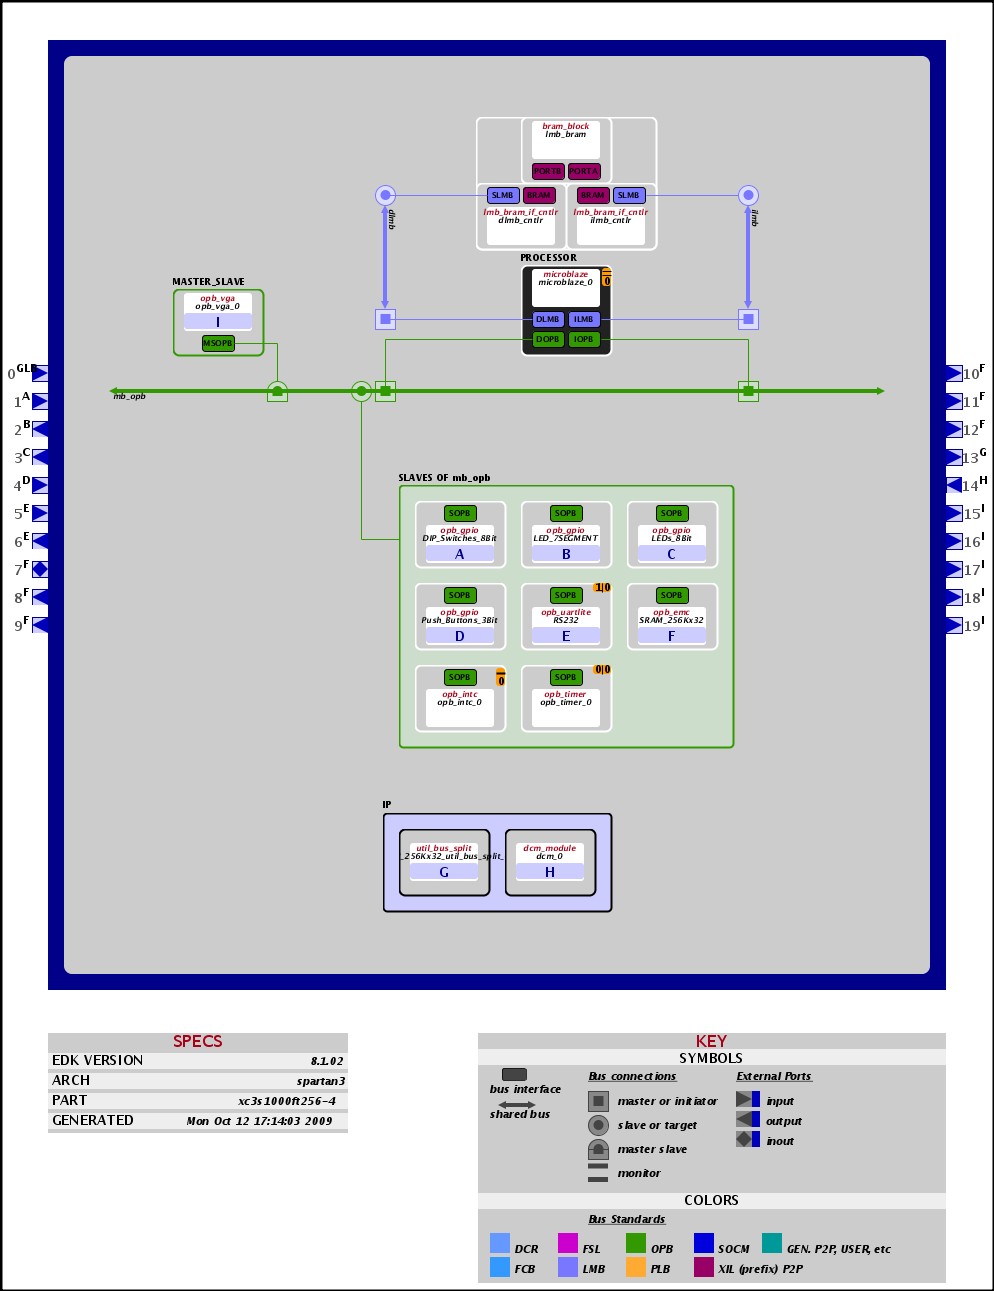 bram_block
lmb_bram
PORTB PORTA
SLMB BRAM BRAM SLMB
lmb_bram_if_cntlr lmb_bram_if_cntlr
dlmb_cntlr ilmb_cntlr
dlmb
ilmb
PROCESSOR
microblaze
microblaze_0
0
DLMB ILMB
DOPB IOPB
MASTER_SLAVE
opb_vga
opb_vga_0
I
MSOPB
mb_opb
0 GLB
1 A
2 B
3 C
4 D
5 E
6 E
7 F
8 F
9 F
10 F
11 F
12 F
13 G
14 H
15 I
16 I
17 I
18 I
19 I
SLAVES OF mb_opb
SOPB SOPB SOPB
opb_gpio opb_gpio opb_gpio
DIP_Switches_8Bit LED_7SEGMENT LEDs_8Bit
A B C
SOPB SOPB 1|0 SOPB
opb_gpio opb_uartlite opb_emc
Push_Buttons_3Bit RS232 SRAM_256Kx32
D E F
SOPB 0 SOPB 0|0
opb_intc opb_timer
opb_intc_0 opb_timer_0
IP
util_bus_split dcm_module
_256Kx32_util_bus_split_ dcm_0
G H
SPECS
EDK VERSION 8.1.02
ARCH spartan3
PART xc3s1000ft256-4
GENERATED Mon Oct 12 17:14:03 2009
KEY
SYMBOLS
bus interface
shared bus
Bus connections
master or initiator
slave or target
master slave
monitor
External Ports
input
output
inout
COLORS
Bus Standards
DCR FSL OPB SOCM GEN. P2P, USER, etc
FCB LMB PLB XIL (prefix) P2P